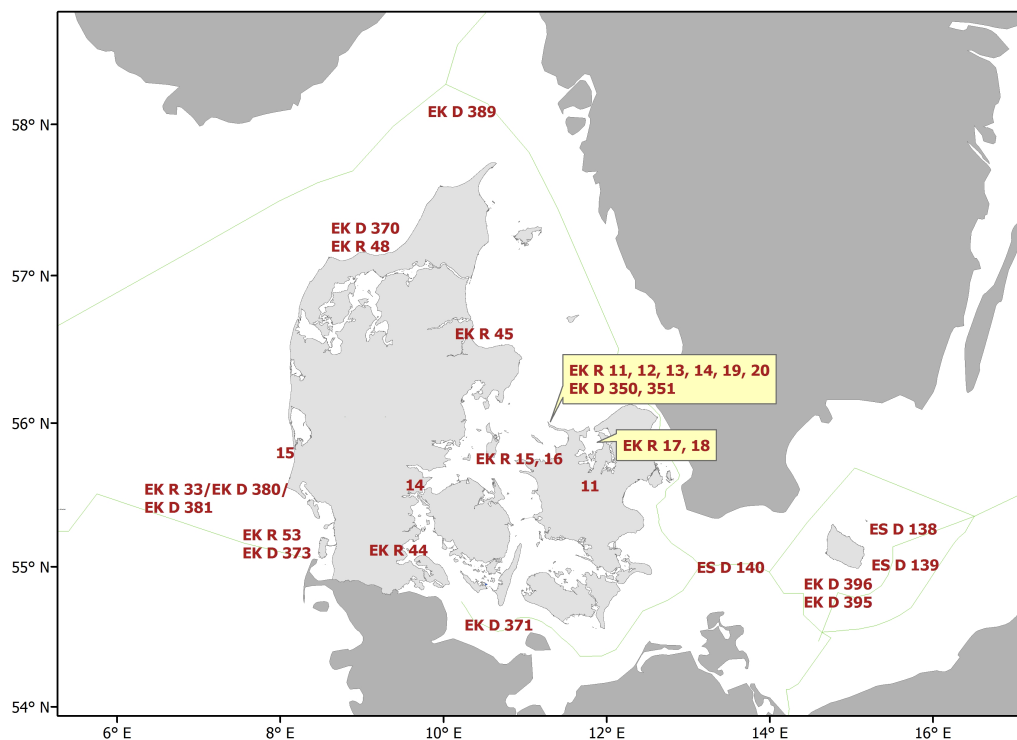 58° N
EK D 389
EK D 370
EK R 48
57° N
EK R 45
EK R 11, 12, 13, 14, 19, 20
EK D 350, 351
56° N
EK R 17, 18
15
EK R 15, 16
14
11
EK R 33/EK D 380/
EK D 381
EK R 53
EK D 373
EK R 44
ES D 138
55° N
ES D 140
ES D 139
EK D 396
EK D 395
EK D 371
54° N
6° E
8° E
10° E
12° E
14° E
16° E